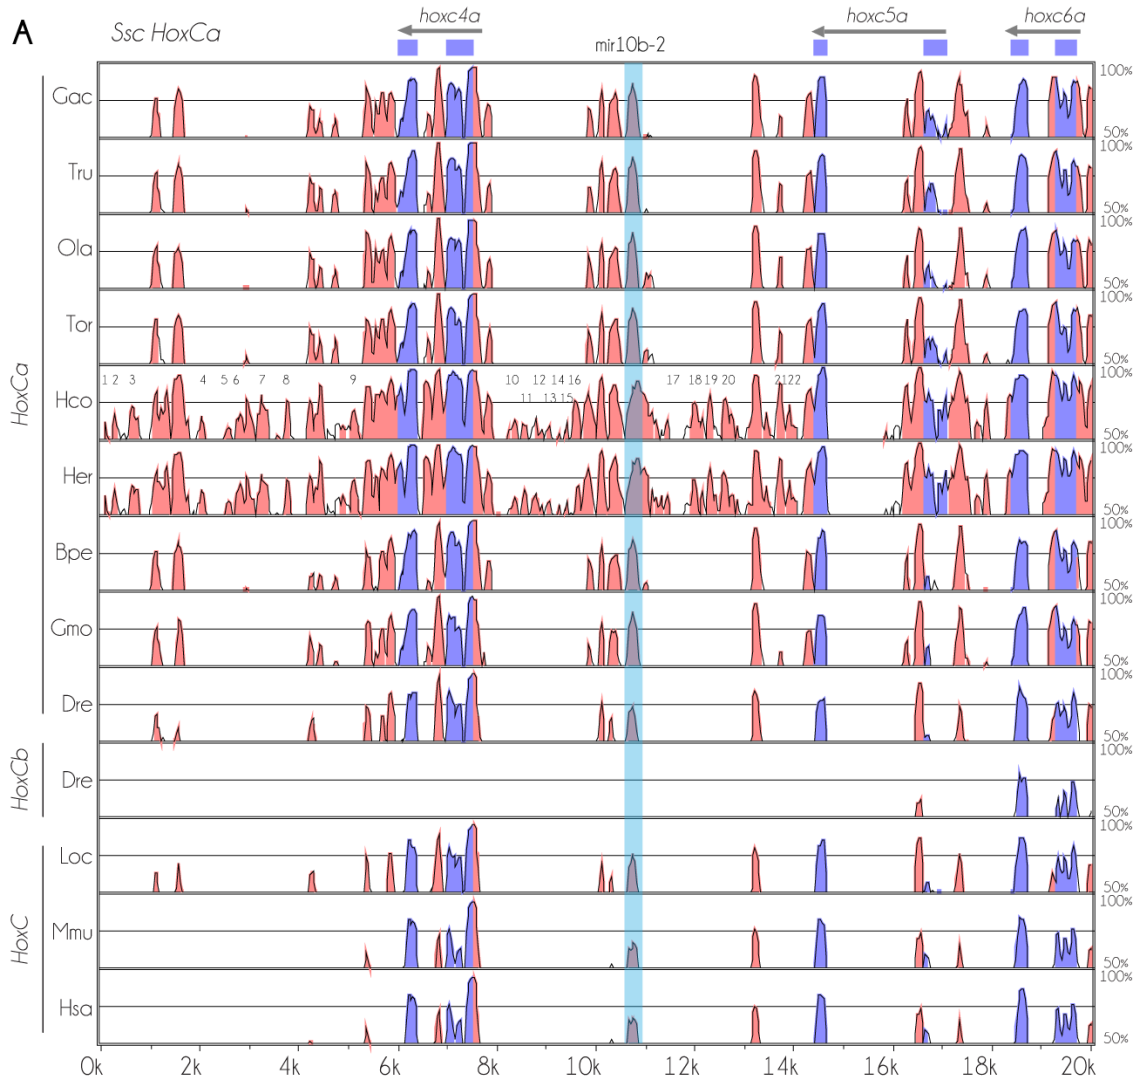 A
Ssc HoxCa
hoxc4a
hoxc5a
hoxc6a
mir10b-2
HoxCa
Gac
100%
50%
Tru
100%
50%
Ola
100%
50%
Tor
100%
50%
1 2 3 4 5 6 7 8 9 10 12 14 16 17 18 19 20 21 22
11 13 15
Hco
100%
50%
Her
100%
50%
Bpe
100%
50%
Gmo
100%
50%
Dre
100%
50%
HoxCb
Dre
100%
50%
HoxC
Loc
100%
50%
Mmu
100%
50%
Hsa
100%
50%
0k 2k 4k 6k 8k 10k 12k 14k 16k 18k 20k